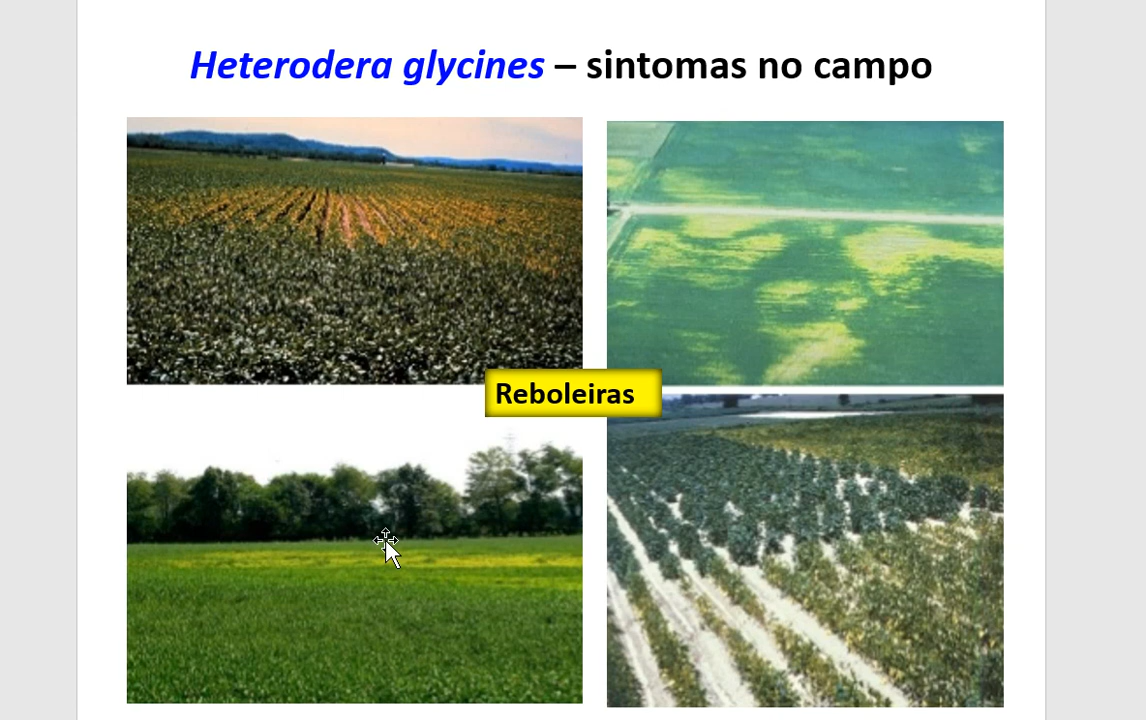 Heterodera glycines – sintomas no campo
Reboleiras